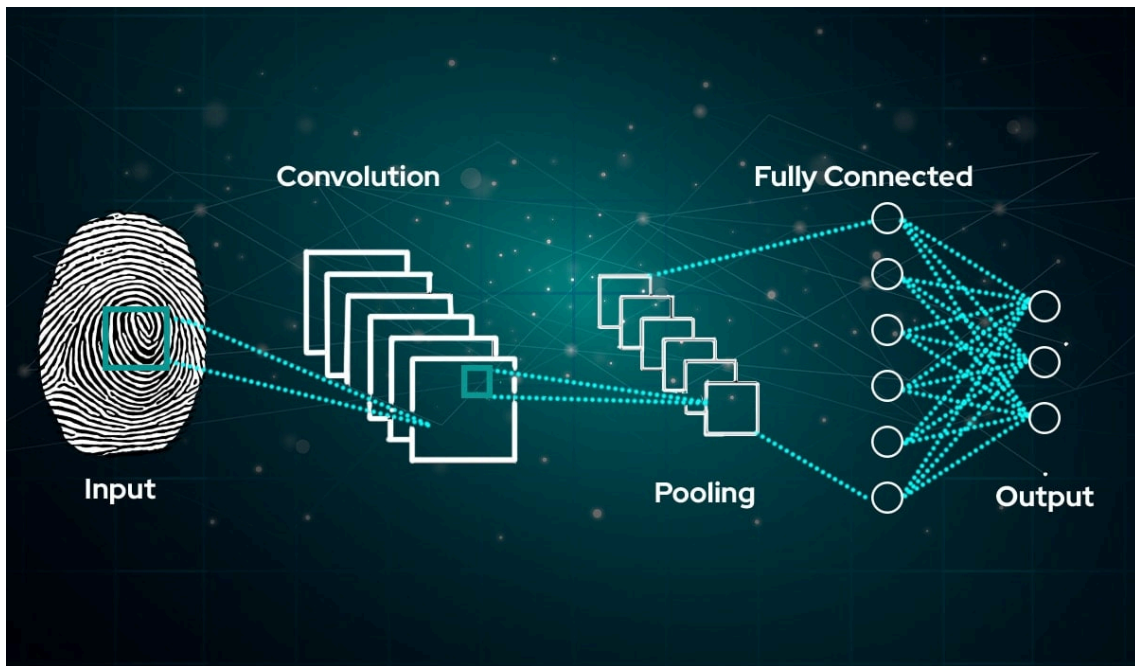 Convolution
Fully Connected
Input
Pooling
Output